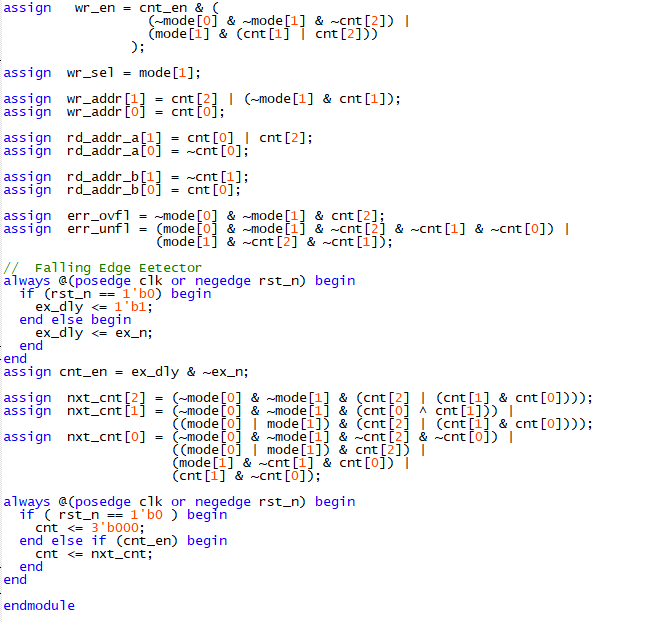 assign   wr_en = cnt_en & (
                  (~mode[0] & ~mode[1] & ~cnt[2]) |
                  (mode[1] & (cnt[1] | cnt[2]))
                );
assign  wr_sel = mode[1];
assign  wr_addr[1] = cnt[2] | (~mode[1] & cnt[1]);
assign  wr_addr[0] = cnt[0];
assign  rd_addr_a[1] = cnt[0] | cnt[2];
assign  rd_addr_a[0] = ~cnt[0];
assign  rd_addr_b[1] = ~cnt[1];
assign  rd_addr_b[0] = cnt[0];
assign  err_ovfl = ~mode[0] & ~mode[1] & cnt[2];
assign  err_unfl = (mode[0] & ~mode[1] & ~cnt[2] & ~cnt[1] & ~cnt[0]) |
                   (mode[1] & ~cnt[2] & ~cnt[1]);
//  Falling Edge Eetector
always @(posedge clk or negedge rst_n) begin
  if (rst_n == 1'b0) begin
    ex_dly <= 1'b1;
  end else begin
    ex_dly <= ex_n;
  end
end
assign cnt_en = ex_dly & ~ex_n;
assign  nxt_cnt[2] = (~mode[0] & ~mode[1] & (cnt[2] | (cnt[1] & cnt[0])));
assign  nxt_cnt[1] = (~mode[0] & ~mode[1] & (cnt[0] ^ cnt[1])) |
                     ((mode[0] | mode[1]) & (cnt[2] | (cnt[1] & cnt[0])));
assign  nxt_cnt[0] = (~mode[0] & ~mode[1] & ~cnt[2] & ~cnt[0]) |
                     ((mode[0] | mode[1]) & cnt[2]) |
                     (mode[1] & ~cnt[1] & cnt[0]) |
                     (cnt[1] & ~cnt[0]);
always @(posedge clk or negedge rst_n) begin
  if ( rst_n == 1'b0 ) begin
    cnt <= 3'b000;
  end else if (cnt_en) begin
    cnt <= nxt_cnt;
  end
end
endmodule